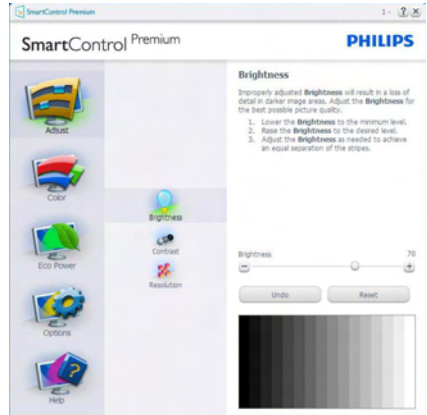 SmartControl Premium
1 - ? X
SmartControl Premium
PHILIPS
Adjust
Color
Eco Power
Options
Help
Brightness
Contrast
Resolution
Brightness
Improperly adjusted Brightness will result in a loss of
detail in darker image areas. Adjust the Brightness for
the best possible picture quality.
1. Lower the Brightness to the minimum level.
2. Raise the Brightness to the desired level.
3. Adjust the Brightness as needed to achieve
an equal separation of the stripes.
Brightness 70
Undo Reset